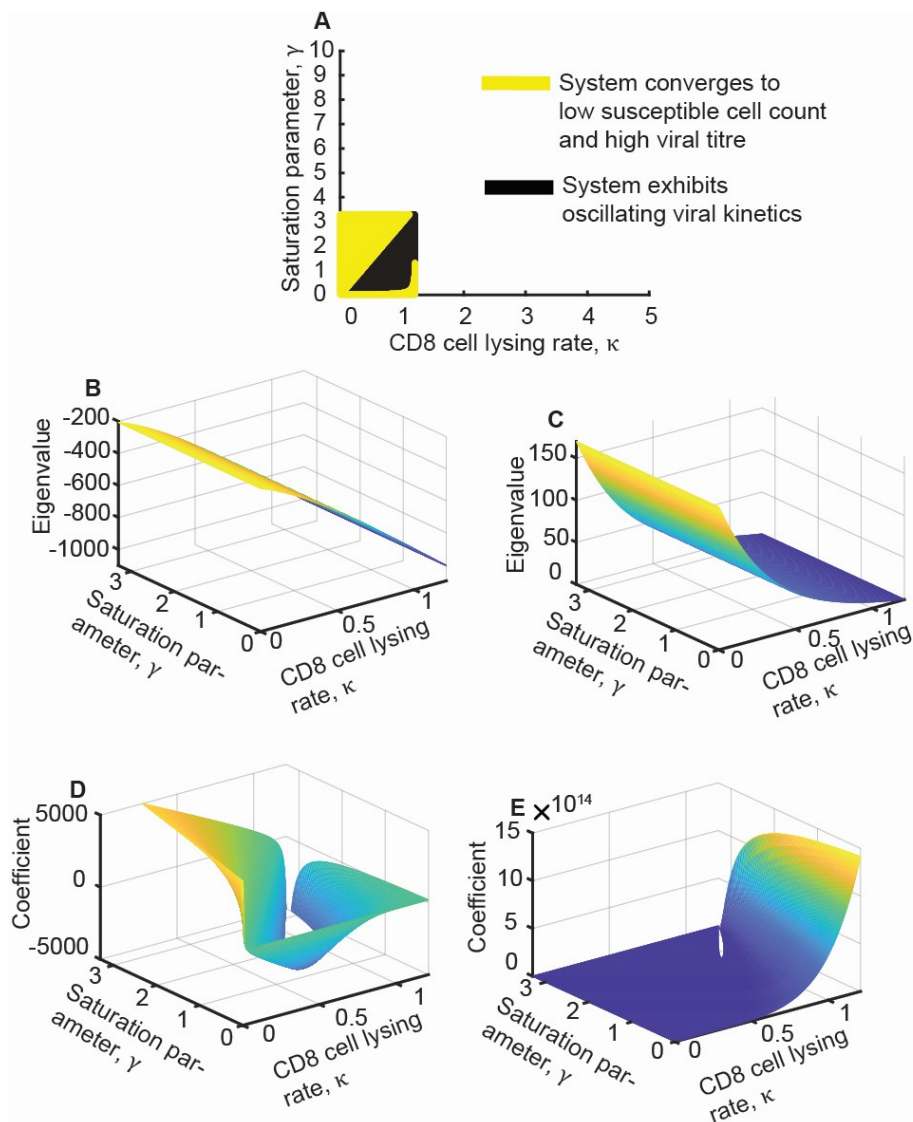 A
Saturation parameter, γ
10
9
8
7
6
5
4
3
2
1
0
0 1 2 3 4 5
CD8 cell lysing rate, κ
System converges to
low susceptible cell count
and high viral titre
System exhibits
oscillating viral kinetics
B
Eigenvalue
-200
-400
-600
-800
-1000
3 2 1 0
Saturation par-
ameter, γ
0 0.5 1
CD8 cell lysing
rate, κ
C
Eigenvalue
150
100
50
0
3 2 1 0
Saturation par-
ameter, γ
0 0.5 1
CD8 cell lysing
rate, κ
D
Coefficient
5000
0
-5000
3 2 1 0
Saturation par-
ameter, γ
0 0.5 1
CD8 cell lysing
rate, κ
E ×10¹⁴
Coefficient
15
10
5
0
3 2 1 0
Saturation par-
ameter, γ
0 0.5 1
CD8 cell lysing
rate, κ